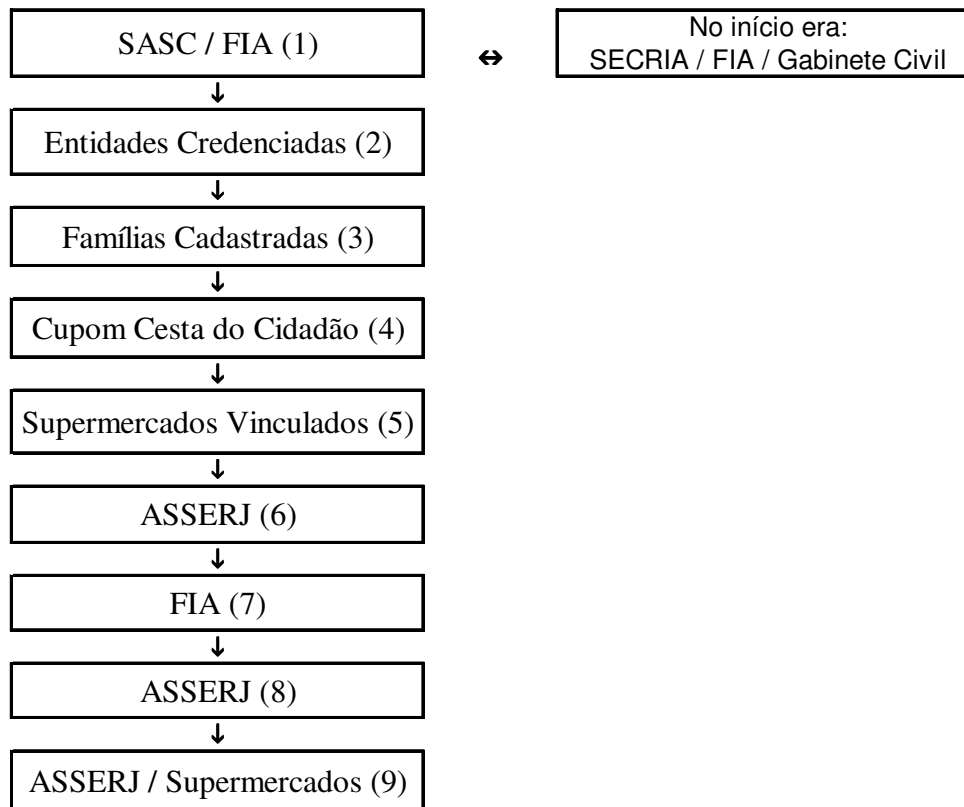 SASC / FIA (1)
↔
No início era:
SECRIA / FIA / Gabinete Civil
↓
Entidades Credenciadas (2)
↓
Famílias Cadastradas (3)
↓
Cupom Cesta do Cidadão (4)
↓
Supermercados Vinculados (5)
↓
ASSERJ (6)
↓
FIA (7)
↓
ASSERJ (8)
↓
ASSERJ / Supermercados (9)